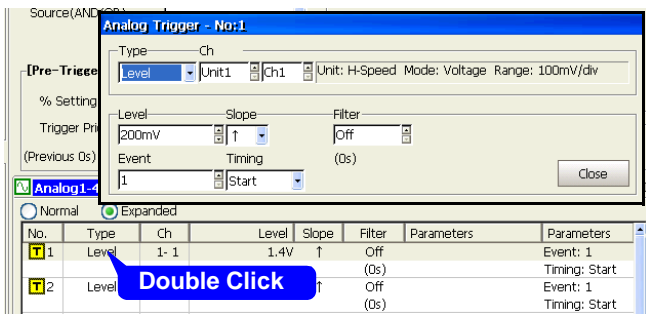 Source(AND/OR)
Analog Trigger - No:1
Type Ch
Level Unit1 Ch1 Unit: H-Speed Mode: Voltage Range: 100mV/div
[Pre-Trigge
% Setting
Trigger Pri
(Previous 0s)
Level Slope Filter
200mV ↑ Off
Event Timing (0s)
1 Start Close
Analog1-4
Normal Expanded
No. Type Ch Level Slope Filter Parameters Parameters
T 1 Level 1- 1 1.4V ↑ Off Event: 1
(0s) Timing: Start
Double Click
T 2 Level ↑ Off Event: 1
(0s) Timing: Start